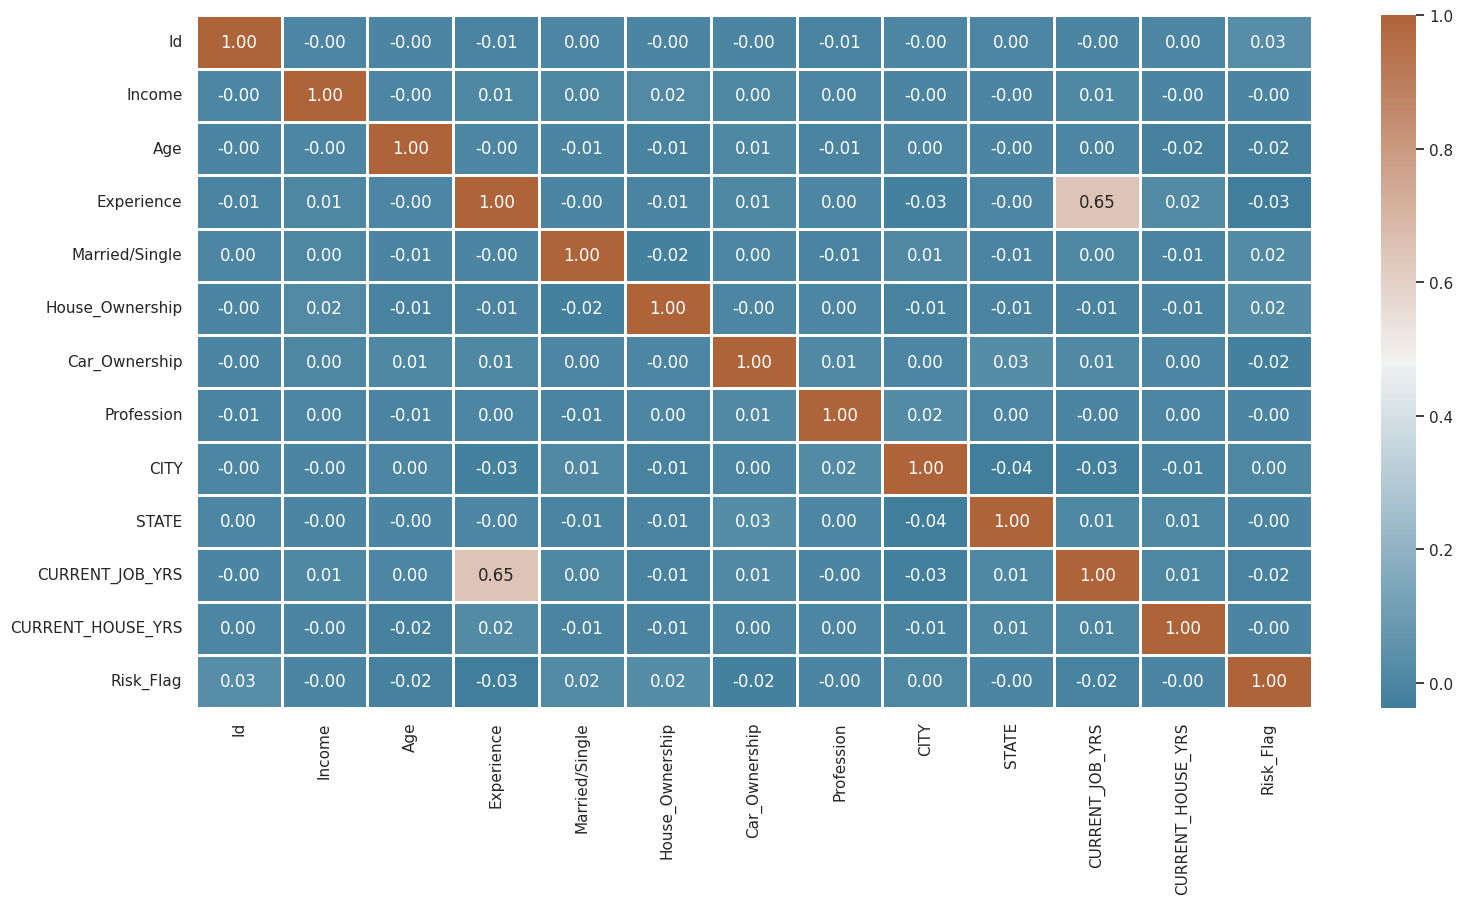 Id 1.00 -0.00 -0.00 -0.01 0.00 -0.00 -0.00 -0.01 -0.00 0.00 -0.00 0.00 0.03
Income -0.00 1.00 -0.00 0.01 0.00 0.02 0.00 0.00 -0.00 -0.00 0.01 -0.00 -0.00
Age -0.00 -0.00 1.00 -0.00 -0.01 -0.01 0.01 -0.01 0.00 -0.00 0.00 -0.02 -0.02
Experience -0.01 0.01 -0.00 1.00 -0.00 -0.01 0.01 0.00 -0.03 -0.00 0.65 0.02 -0.03
Married/Single 0.00 0.00 -0.01 -0.00 1.00 -0.02 0.00 -0.01 0.01 -0.01 0.00 -0.01 0.02
House_Ownership -0.00 0.02 -0.01 -0.01 -0.02 1.00 -0.00 0.00 -0.01 -0.01 -0.01 -0.01 0.02
Car_Ownership -0.00 0.00 0.01 0.01 0.00 -0.00 1.00 0.01 0.00 0.03 0.01 0.00 -0.02
Profession -0.01 0.00 -0.01 0.00 -0.01 0.00 0.01 1.00 0.02 0.00 -0.00 0.00 -0.00
CITY -0.00 -0.00 0.00 -0.03 0.01 -0.01 0.00 0.02 1.00 -0.04 -0.03 -0.01 0.00
STATE 0.00 -0.00 -0.00 -0.00 -0.01 -0.01 0.03 0.00 -0.04 1.00 0.01 0.01 -0.00
CURRENT_JOB_YRS -0.00 0.01 0.00 0.65 0.00 -0.01 0.01 -0.00 -0.03 0.01 1.00 0.01 -0.02
CURRENT_HOUSE_YRS 0.00 -0.00 -0.02 0.02 -0.01 -0.01 0.00 0.00 -0.01 0.01 0.01 1.00 -0.00
Risk_Flag 0.03 -0.00 -0.02 -0.03 0.02 0.02 -0.02 -0.00 0.00 -0.00 -0.02 -0.00 1.00
Id
Income
Age
Experience
Married/Single
House_Ownership
Car_Ownership
Profession
CITY
STATE
CURRENT_JOB_YRS
CURRENT_HOUSE_YRS
Risk_Flag
1.0
0.8
0.6
0.4
0.2
0.0